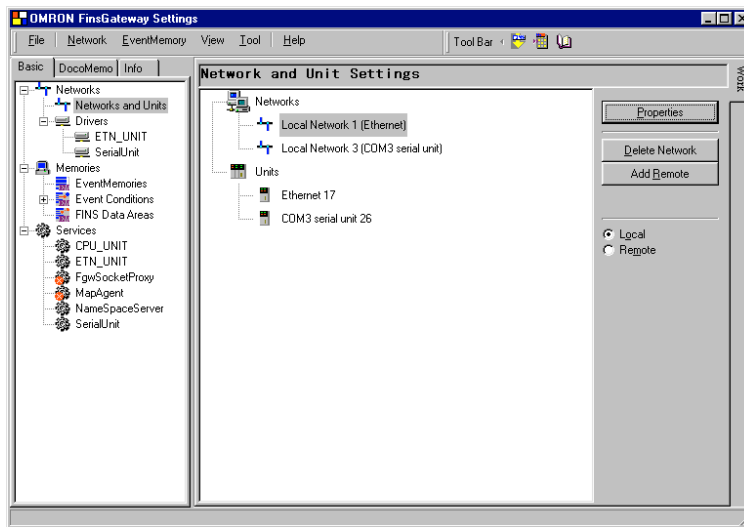 OMRON FinsGateway Settings
File Network EventMemory View Tool Help Tool Bar
Basic DocoMemo Info
Networks
Networks and Units
Drivers
ETN_UNIT
SerialUnit
Memories
EventMemories
Event Conditions
FINS Data Areas
Services
CPU_UNIT
ETN_UNIT
FgwSocketProxy
MapAgent
NameSpaceServer
SerialUnit
Network and Unit Settings
Networks
Local Network 1 (Ethernet)
Local Network 3 (COM3 serial unit)
Units
Ethernet 17
COM3 serial unit 26
Properties
Delete Network
Add Remote
Local
Remote
Work